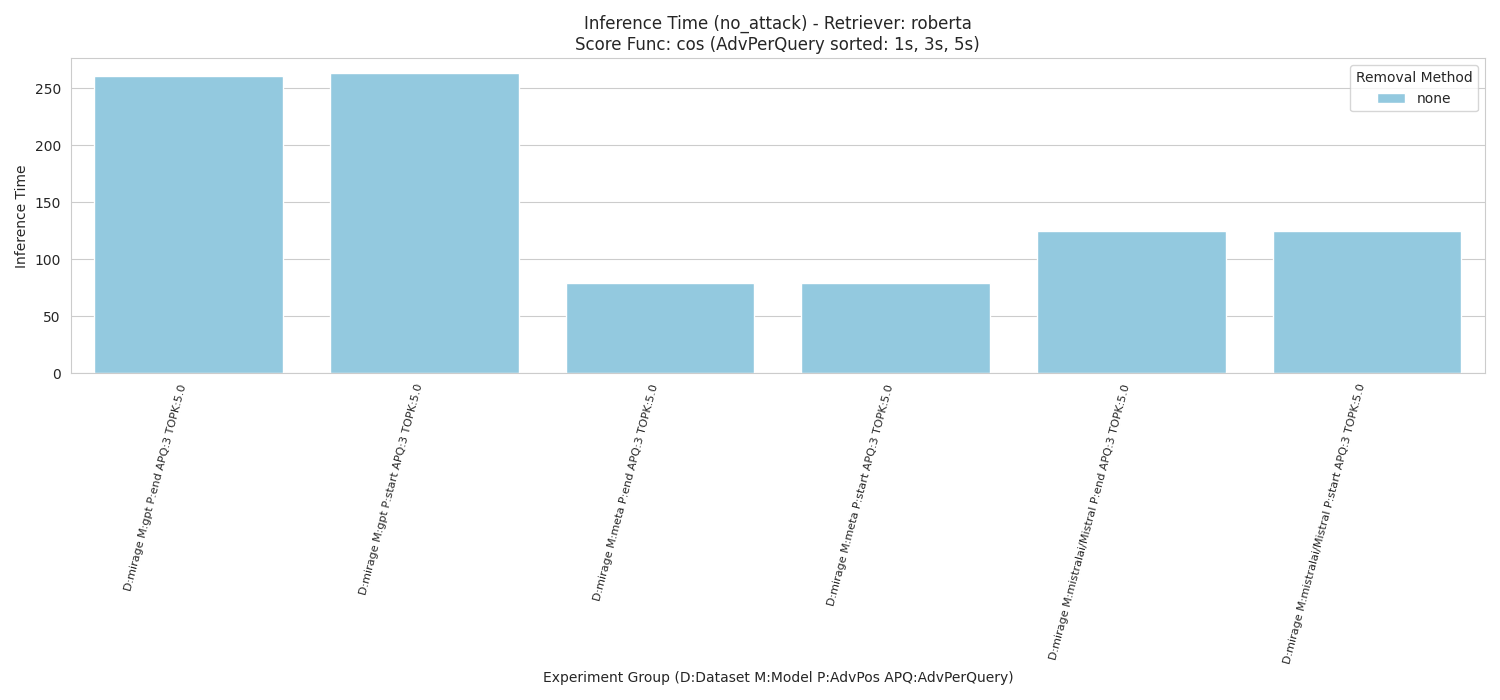 Inference Time (no_attack) - Retriever: roberta
Score Func: cos (AdvPerQuery sorted: 1s, 3s, 5s)
Removal Method
none
Inference Time
250
200
150
100
50
0
D:mirage M:gpt P:end APQ:3 TOPK:5.0
D:mirage M:gpt P:start APQ:3 TOPK:5.0
D:mirage M:meta P:end APQ:3 TOPK:5.0
D:mirage M:meta P:start APQ:3 TOPK:5.0
D:mirage M:mistralai/Mistral P:end APQ:3 TOPK:5.0
D:mirage M:mistralai/Mistral P:start APQ:3 TOPK:5.0
Experiment Group (D:Dataset M:Model P:AdvPos APQ:AdvPerQuery)